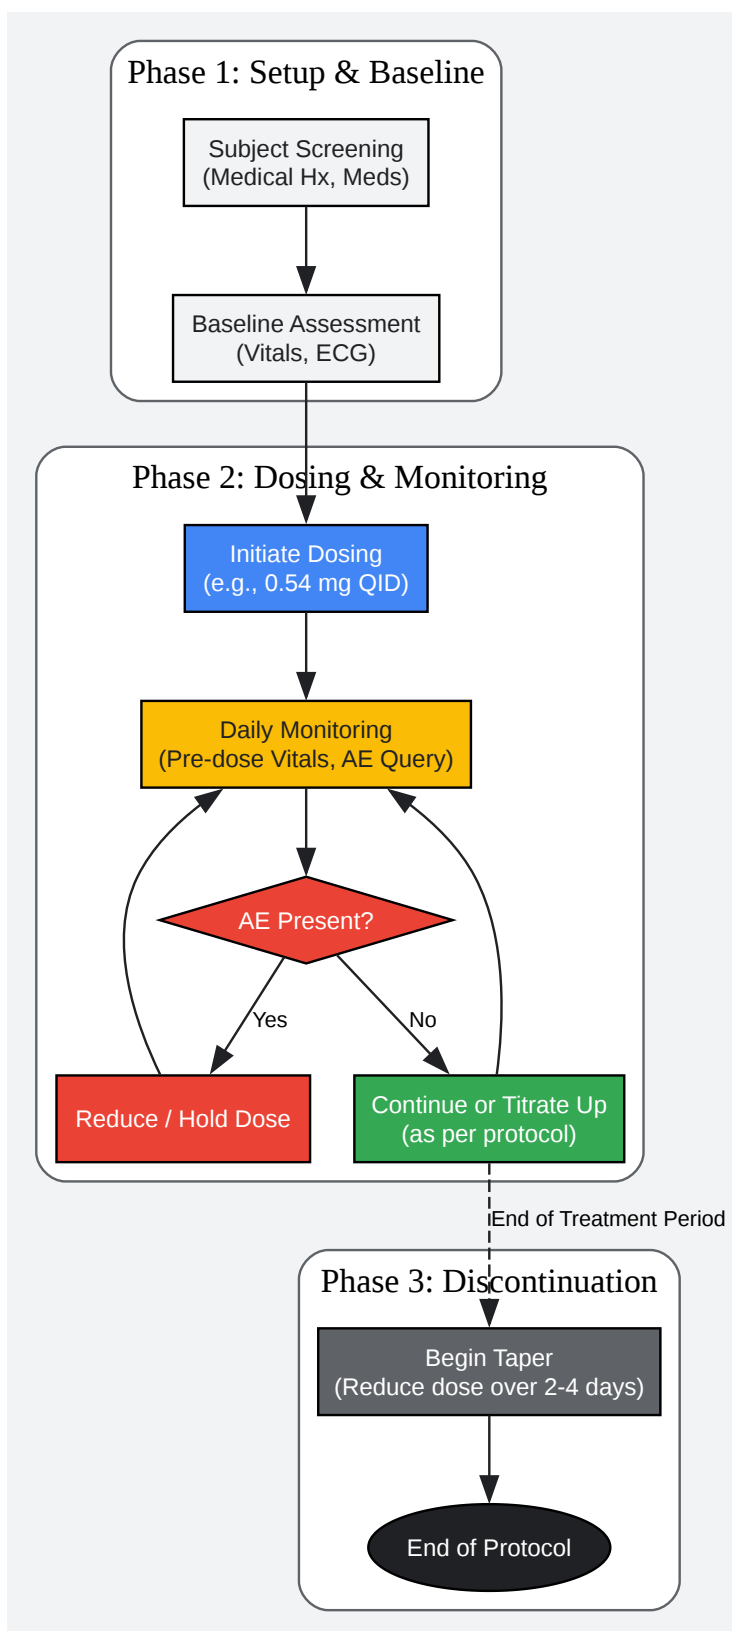 Phase 1: Setup & Baseline
Subject Screening
(Medical Hx, Meds)
Baseline Assessment
(Vitals, ECG)
Phase 2: Dosing & Monitoring
Initiate Dosing
(e.g., 0.54 mg QID)
Daily Monitoring
(Pre-dose Vitals, AE Query)
AE Present?
Yes
No
Reduce / Hold Dose
Continue or Titrate Up
(as per protocol)
End of Treatment Period
Phase 3: Discontinuation
Begin Taper
(Reduce dose over 2-4 days)
End of Protocol